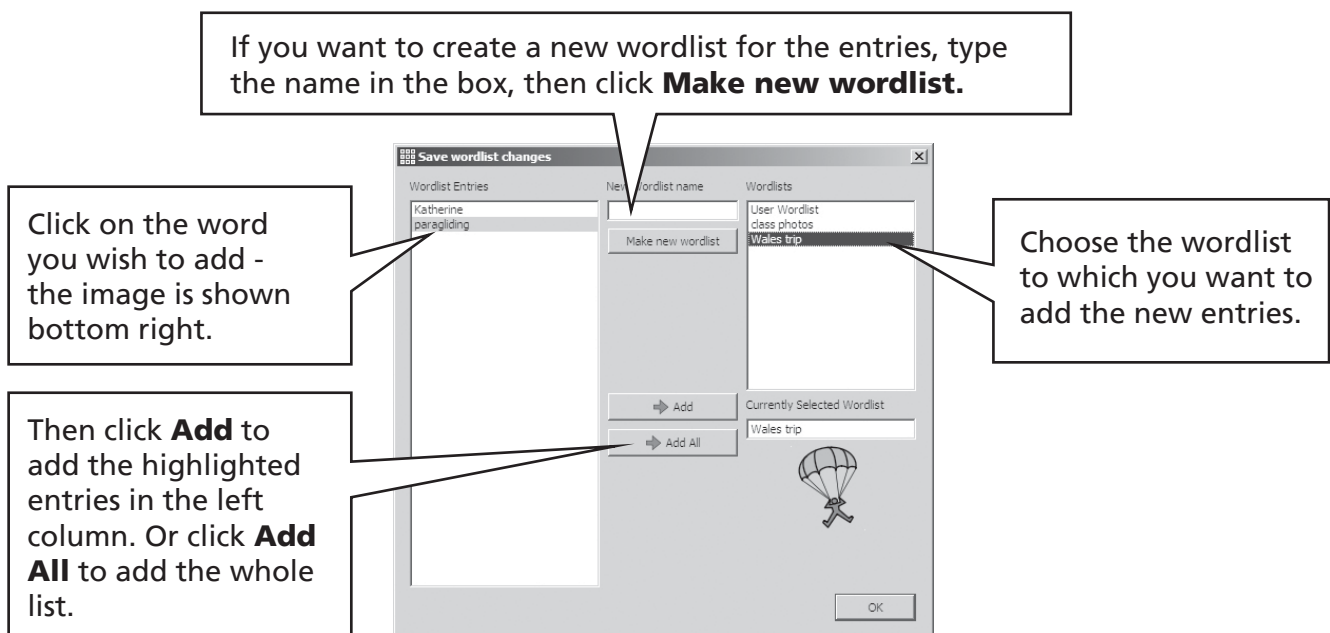 If you want to create a new wordlist for the entries, type
the name in the box, then click Make new wordlist.
Save wordlist changes
Wordlist Entries
New Wordlist name
Wordlists
Katherine
paragliding
Make new wordlist
User Wordlist
class photos
Wales trip
Click on the word
you wish to add -
the image is shown
bottom right.
Choose the wordlist
to which you want to
add the new entries.
Then click Add to
add the highlighted
entries in the left
column. Or click Add
All to add the whole
list.
Add
Add All
Currently Selected Wordlist
Wales trip
OK